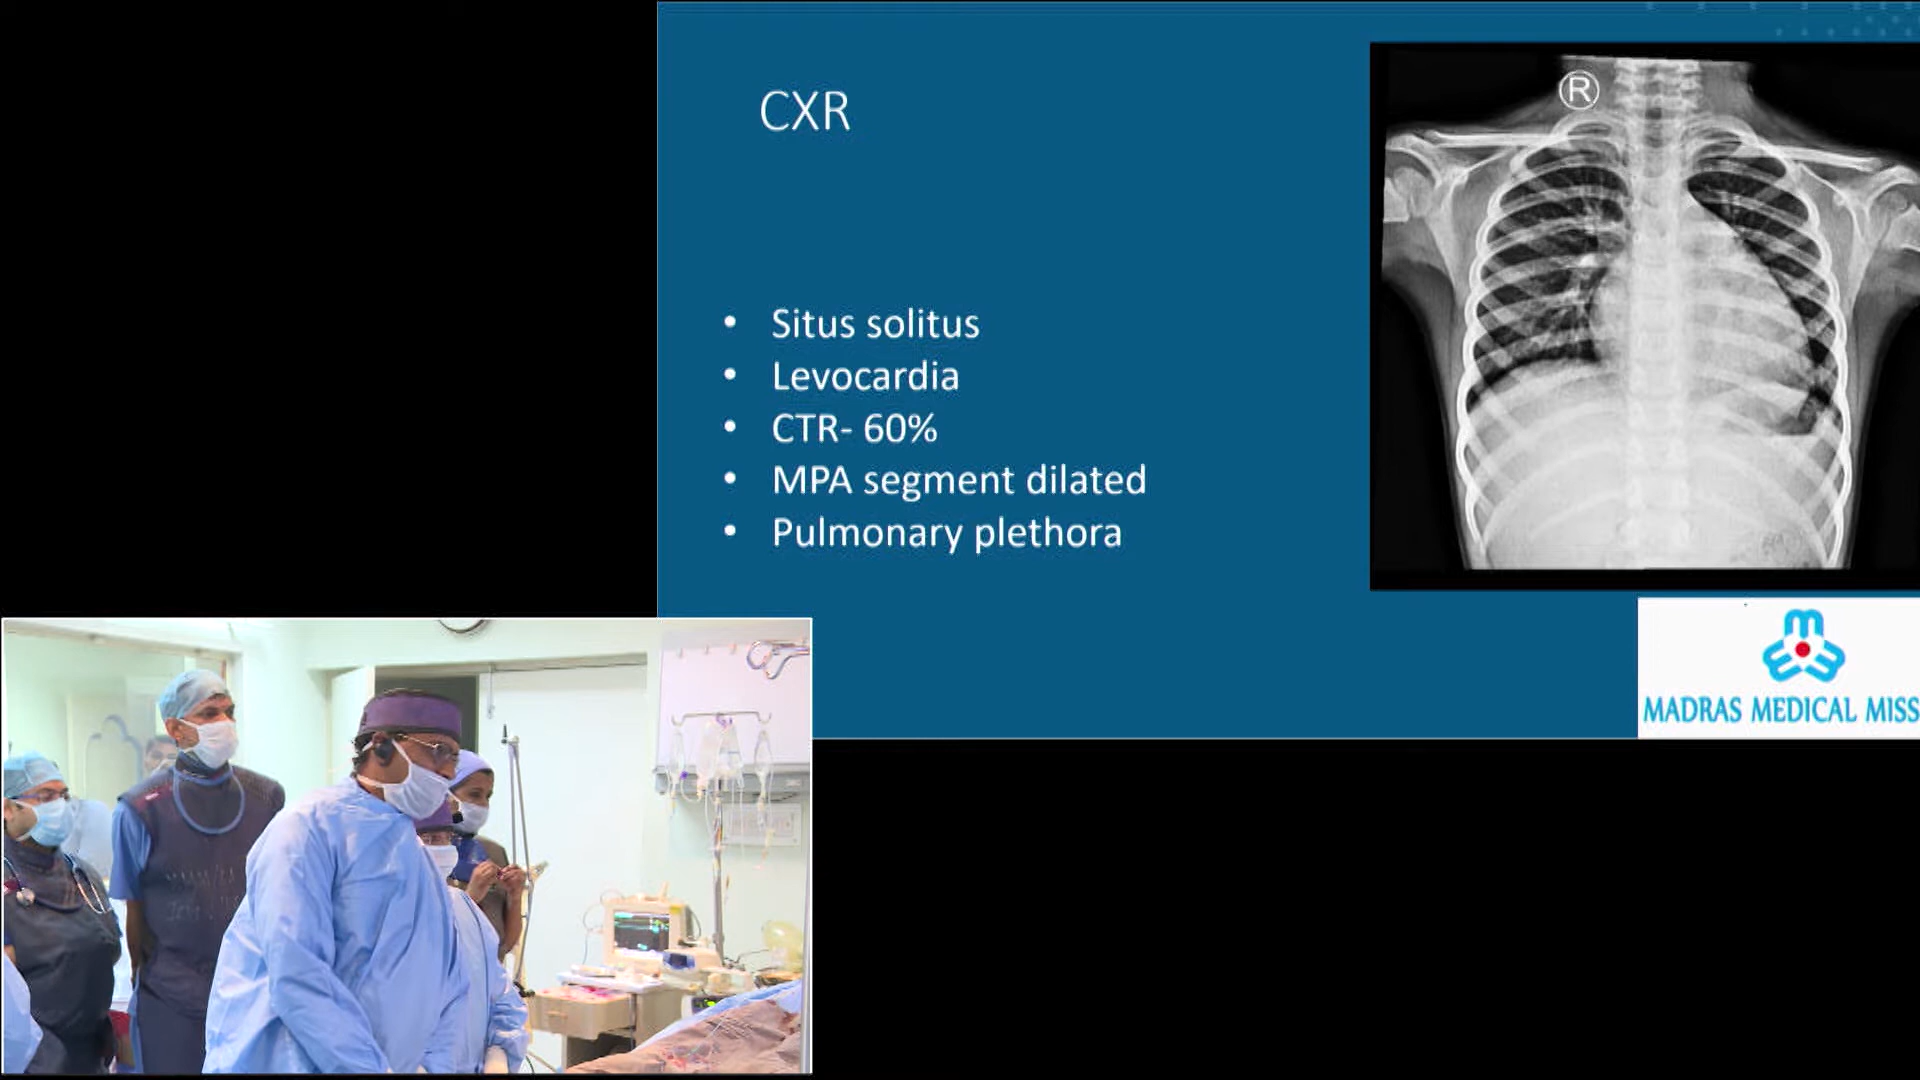 CXR
R
• Situs solitus
• Levocardia
• CTR- 60%
• MPA segment dilated
• Pulmonary plethora
MADRAS MEDICAL MISS